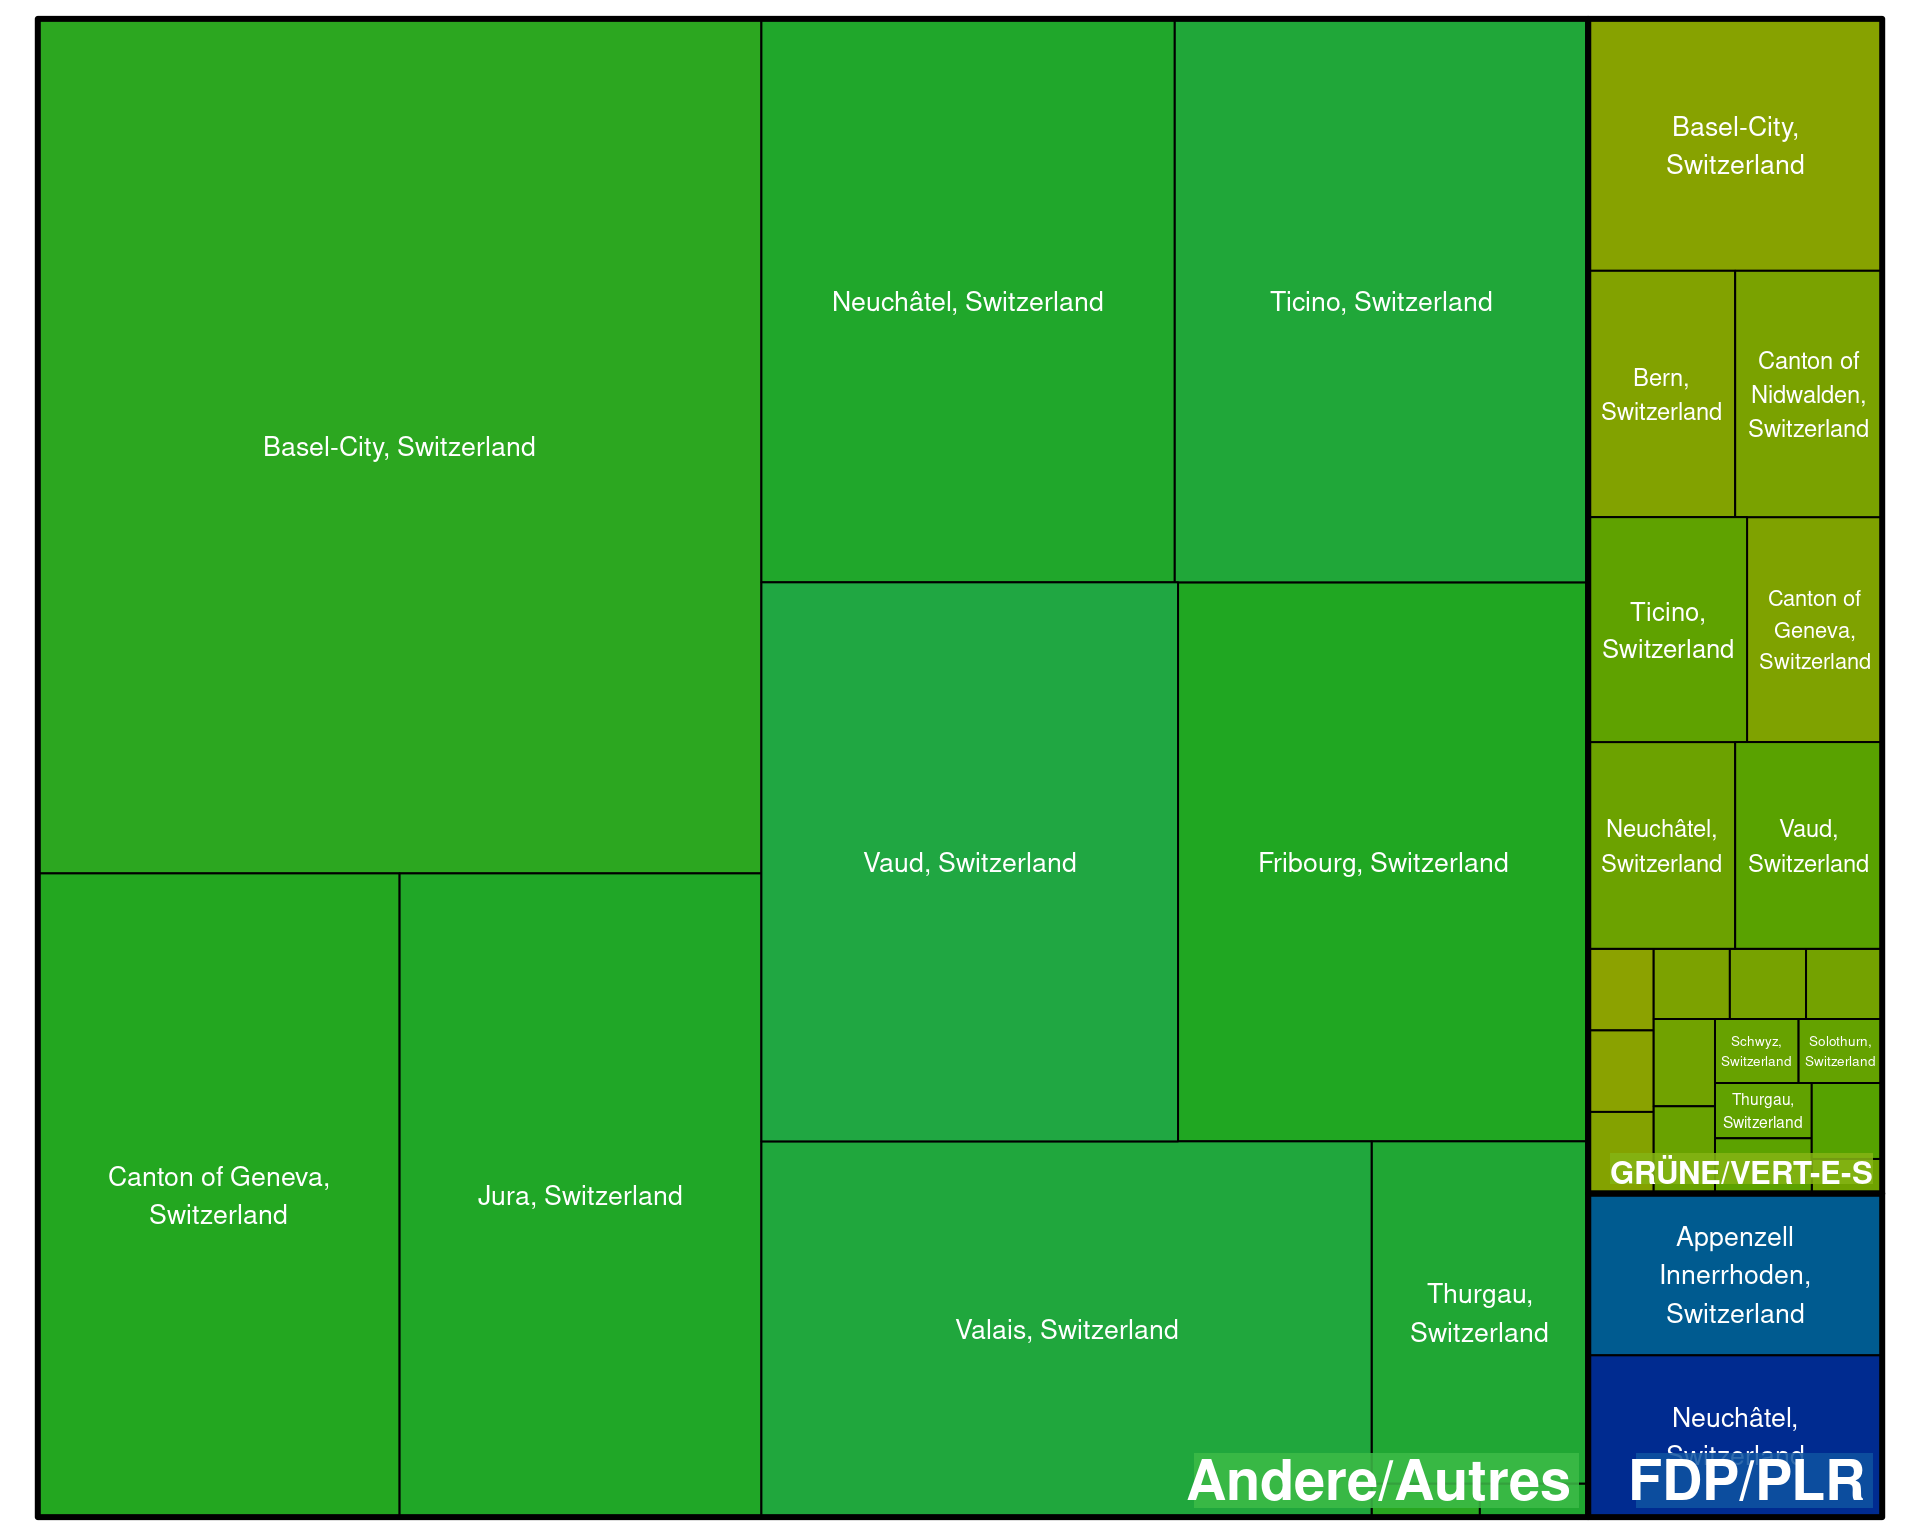 Basel-City, Switzerland
Neuchâtel, Switzerland
Ticino, Switzerland
Vaud, Switzerland
Fribourg, Switzerland
Canton of Geneva,
Switzerland
Jura, Switzerland
Valais, Switzerland
Thurgau,
Switzerland
Andere/Autres
Basel-City,
Switzerland
Bern,
Switzerland
Canton of
Nidwalden,
Switzerland
Ticino,
Switzerland
Canton of
Geneva,
Switzerland
Neuchâtel,
Switzerland
Vaud,
Switzerland
Schwyz,
Switzerland
Solothurn,
Switzerland
Thurgau,
Switzerland
GRÜNE/VERT-E-S
Appenzell
Innerrhoden,
Switzerland
Neuchâtel,
Switzerland
FDP/PLR